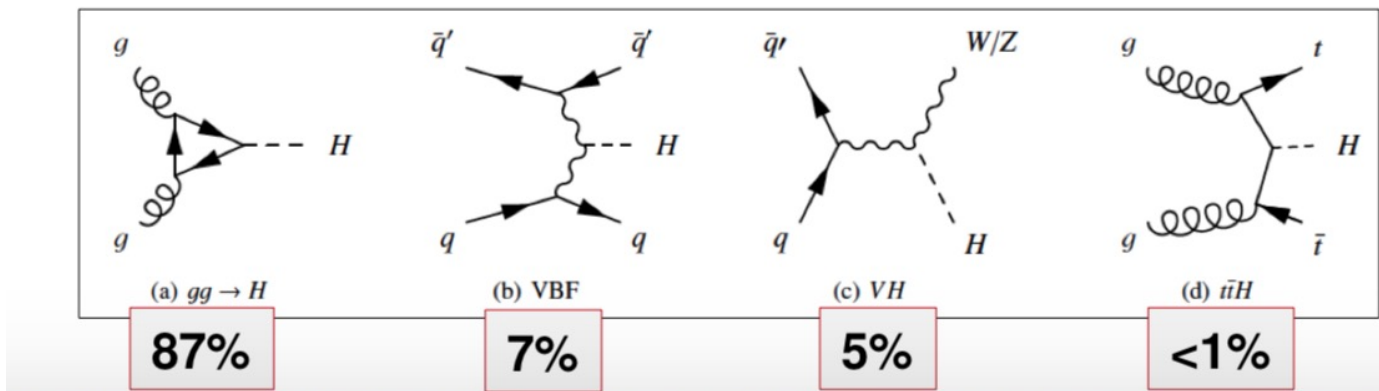 g q̄′ q̄′ q̄′ W/Z g t
H H H
g q q q H g t̄
(a) gg → H (b) VBF (c) VH (d) tt̄H
87% 7% 5% <1%